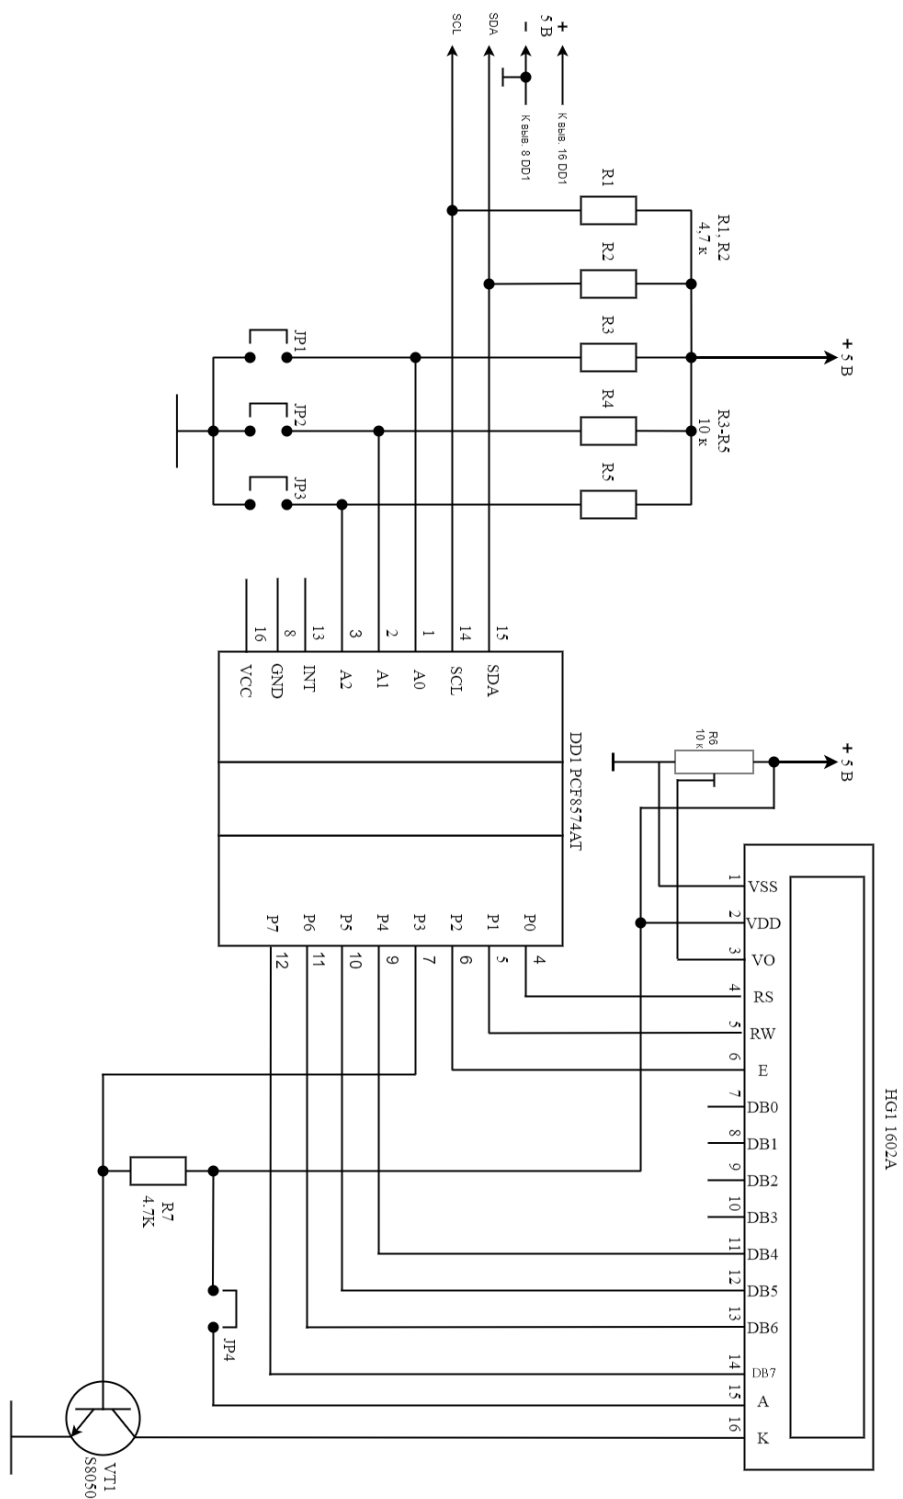 SCL
SDA
−
5 В
+
К выв. 8 DD1
К выв. 16 DD1
R1
R1, R2
4,7 к
R2
R3
+ 5 В
R4
R3-R5
10 к
R5
JP1
JP2
JP3
16
8
13
3
2
1
14
15
VCC
GND
INT
A2
A1
A0
SCL
SDA
DD1 PCF8574AT
P7
P6
P5
P4
P3
P2
P1
P0
12
11
10
9
7
6
5
4
R6
10 к
+ 5 В
1 VSS
2 VDD
3 VO
4 RS
5 RW
6 E
7 DB0
8 DB1
9 DB2
10 DB3
11 DB4
12 DB5
13 DB6
14 DB7
15 A
16 K
HG1 1602A
R7
4.7K
JP4
VT1
S8050